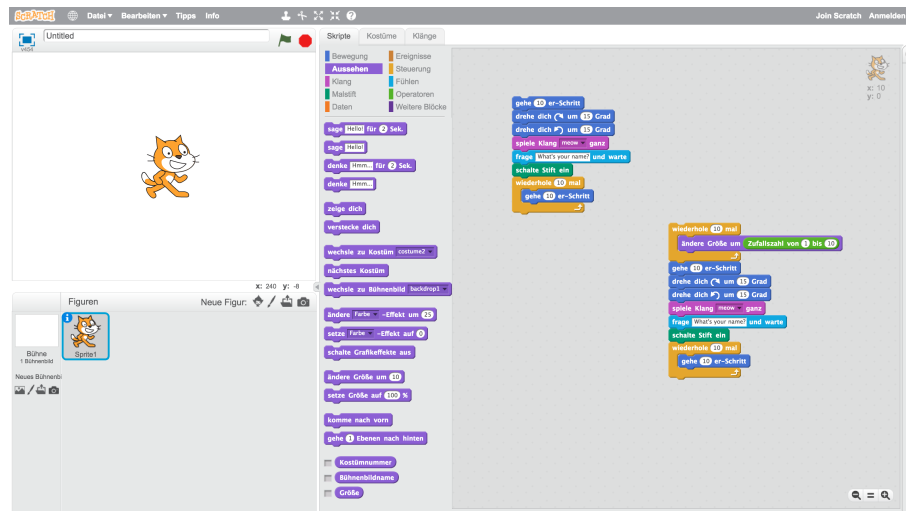 SCRATCH Datei Bearbeiten Tipps Info Join Scratch Anmelden
Untitled
v454
x: 240 y: -8
Figuren Neue Figur:
Bühne
1 Bühnenbild
Sprite1
Neues Bühnenbi
Skripte Kostüme Klänge
Bewegung Ereignisse
Aussehen Steuerung
Klang Fühlen
Malstift Operatoren
Daten Weitere Blöcke
sage Hello! für 2 Sek.
sage Hello!
denke Hmm... für 2 Sek.
denke Hmm...
zeige dich
verstecke dich
wechsle zu Kostüm costume2
nächstes Kostüm
wechsle zu Bühnenbild backdrop1
ändere Farbe -Effekt um 25
setze Farbe -Effekt auf 0
schalte Grafikeffekte aus
ändere Größe um 10
setze Größe auf 100 %
komme nach vorn
gehe 1 Ebenen nach hinten
Kostümnummer
Bühnenbildname
Größe
x: 10
y: 0
gehe 10 er-Schritt
drehe dich um 15 Grad
drehe dich um 15 Grad
spiele Klang meow ganz
frage What's your name? und warte
schalte Stift ein
wiederhole 10 mal
gehe 10 er-Schritt
wiederhole 10 mal
ändere Größe um Zufallszahl von 1 bis 10
gehe 10 er-Schritt
drehe dich um 15 Grad
drehe dich um 15 Grad
spiele Klang meow ganz
frage What's your name? und warte
schalte Stift ein
wiederhole 10 mal
gehe 10 er-Schritt